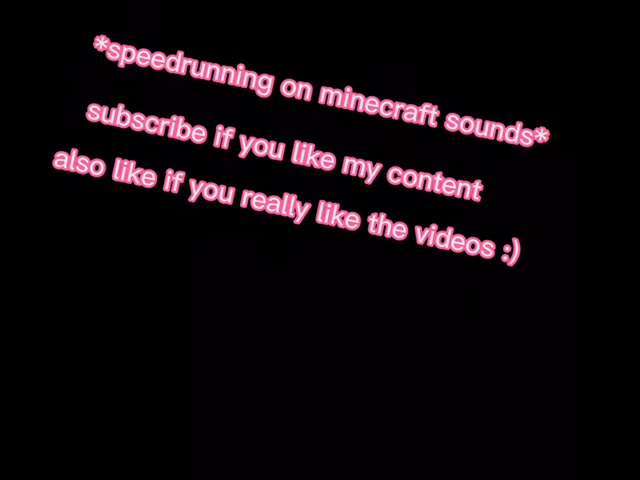 *speedrunning on minecraft sounds*
subscribe if you like my content
also like if you really like the videos :)